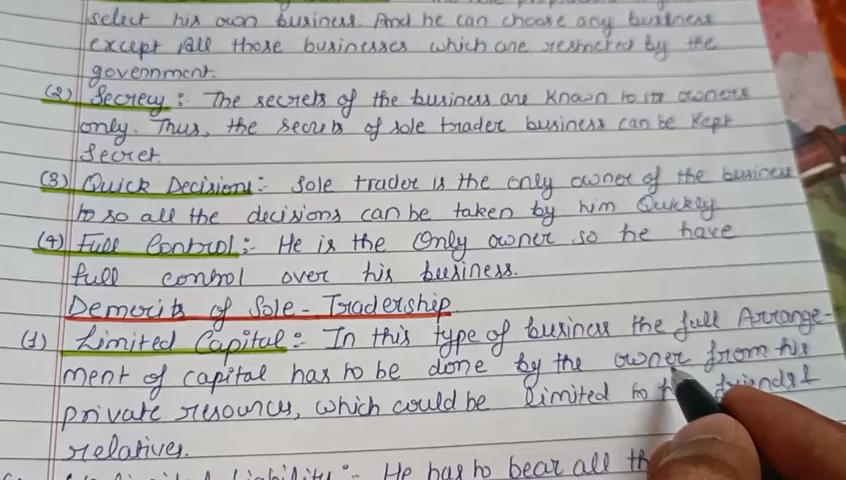 select his own business. And he can choose any business
except all those businesses which are restricted by the
government.
(2) Secrecy : The secrets of the business are known to its owners
only. Thus, the secrets of sole trader business can be kept
Secret.
(3) Quick Decisions :- Sole trader is the only owner of the business
to so all the decisions can be taken by him Quickly
(4) Full Control :- He is the Only owner so he have
full control over his business.
Demerits of Sole-Tradership
(1) Limited Capital :- In this type of business the full Arrange-
ment of capital has to be done by the owner from his
private resources, which could be limited to friends &
relatives.
He has to bear all